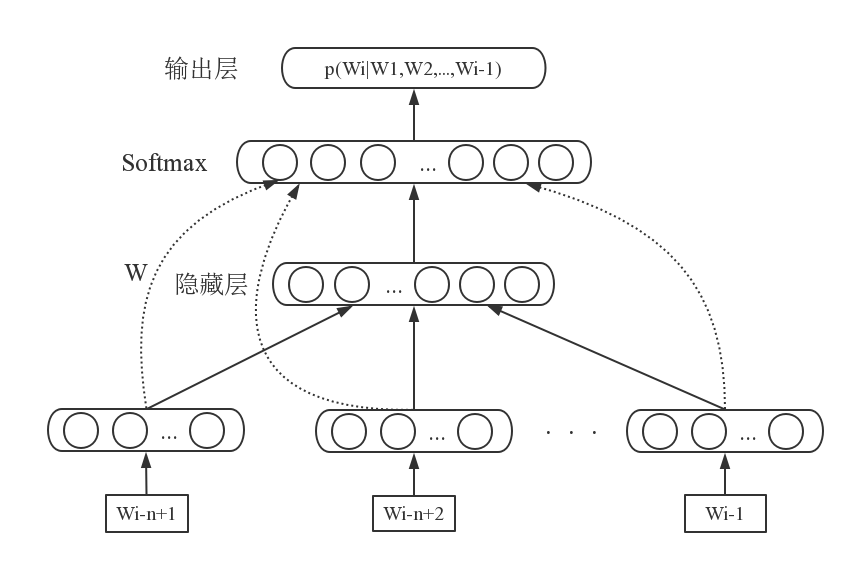 输出层
p(Wi|W1,W2,...,Wi-1)
Softmax
...
W
隐藏层
...
...
...
. . .
...
Wi-n+1
Wi-n+2
Wi-1